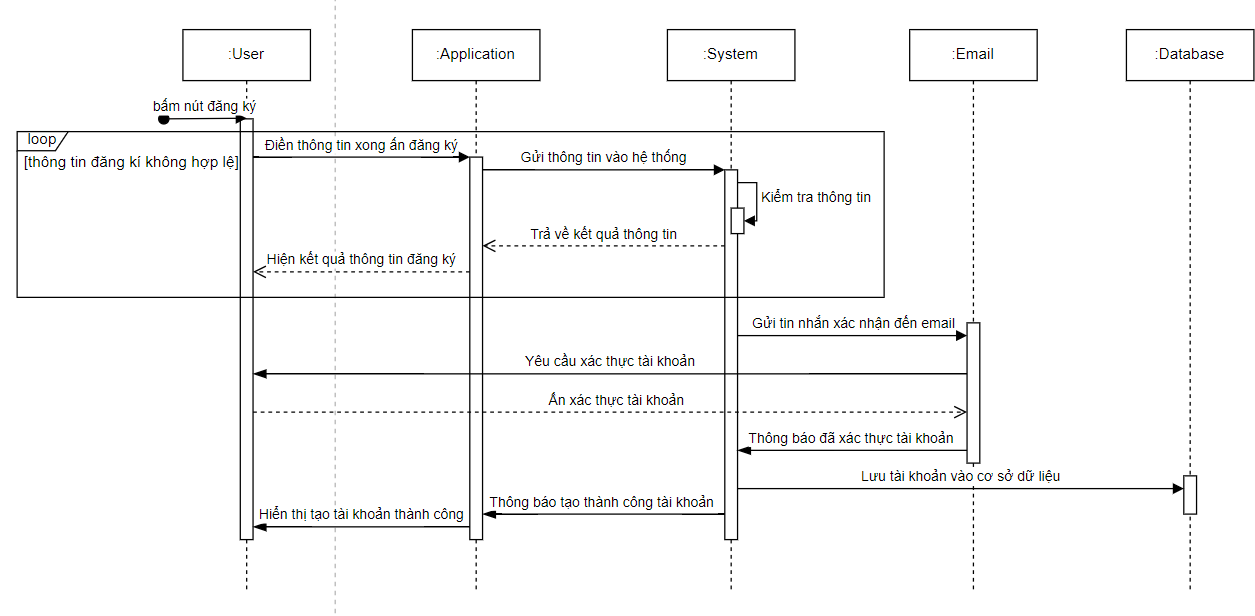 :User
:Application
:System
:Email
:Database
bấm nút đăng ký
loop
[thông tin đăng kí không hợp lệ]
Điền thông tin xong ấn đăng ký
Gửi thông tin vào hệ thống
Kiểm tra thông tin
Trả về kết quả thông tin
Hiện kết quả thông tin đăng ký
Gửi tin nhắn xác nhận đến email
Yêu cầu xác thực tài khoản
Ấn xác thực tài khoản
Thông báo đã xác thực tài khoản
Lưu tài khoản vào cơ sở dữ liệu
Thông báo tạo thành công tài khoản
Hiển thị tạo tài khoản thành công